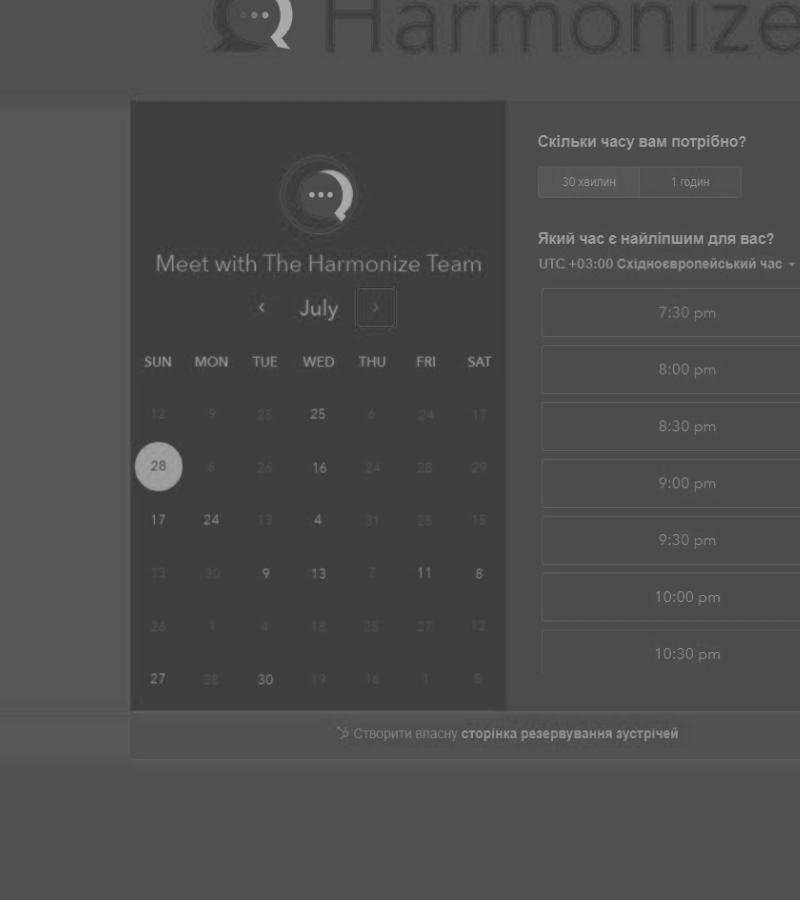 Harmonize
Meet with The Harmonize Team
July
SUN MON TUE WED THU FRI SAT
12 9 25 25 6 24 17
28 6 26 16 24 28 29
17 24 13 4 31 25 15
13 30 9 13 7 11 8
26 1 4 18 25 27 12
27 28 30 19 16 1 5
Скільки часу вам потрібно?
30 хвилин 1 годин
Який час є найліпшим для вас?
UTC +03:00 Східноєвропейський час
7:30 pm
8:00 pm
8:30 pm
9:00 pm
9:30 pm
10:00 pm
10:30 pm
Створити власну сторінка резервування зустрічей